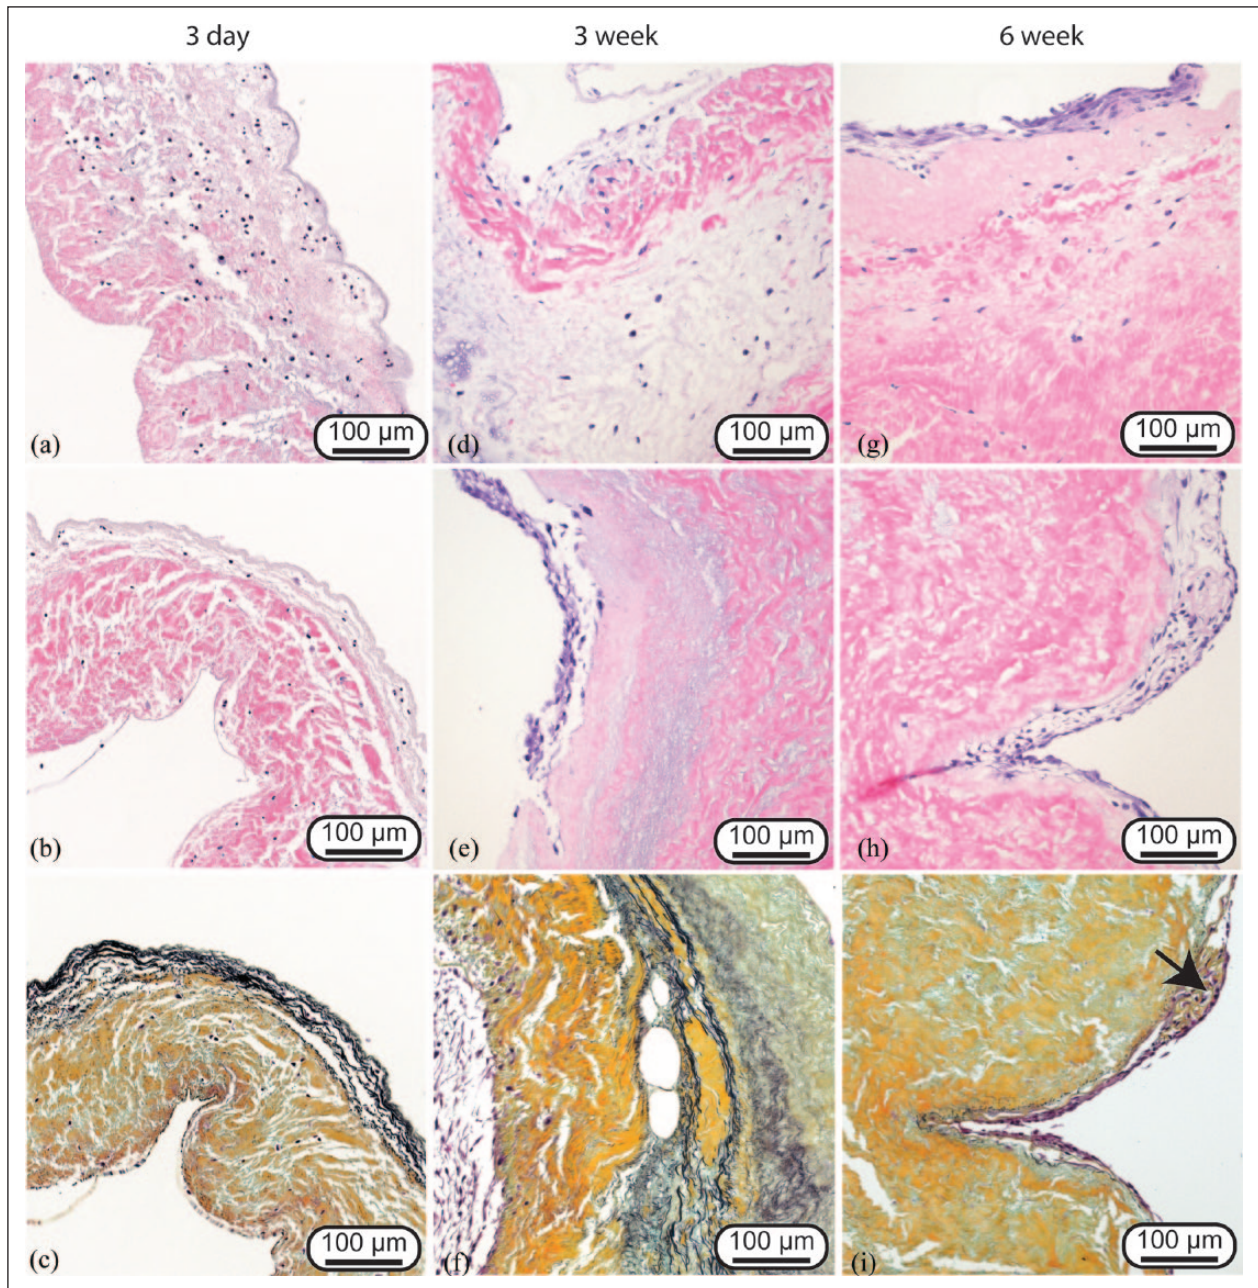 3 day 3 week 6 week
100 µm 100 µm 100 µm
(a) (d) (g)
100 µm 100 µm 100 µm
(b) (e) (h)
100 µm 100 µm 100 µm
(c) (f) (i)